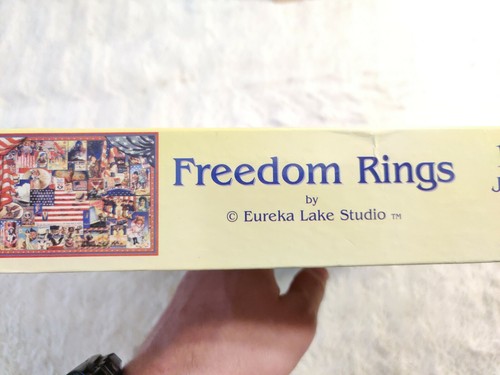 Freedom Rings
by
© Eureka Lake Studio ™